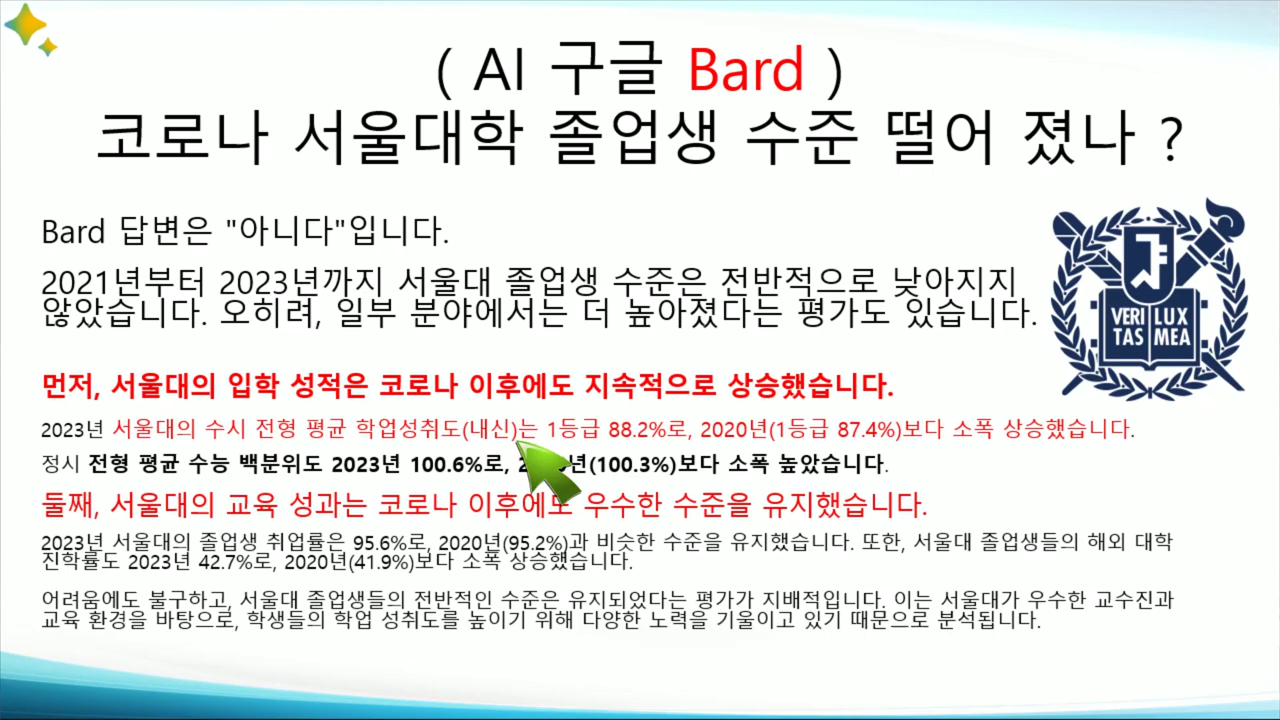 ( AI 구글 Bard )
코로나 서울대학 졸업생 수준 떨어 졌나 ?
Bard 답변은 "아니다"입니다.
2021년부터 2023년까지 서울대 졸업생 수준은 전반적으로 낮아지지
않았습니다. 오히려, 일부 분야에서는 더 높아졌다는 평가도 있습니다.
VERI LUX
TAS MEA
먼저, 서울대의 입학 성적은 코로나 이후에도 지속적으로 상승했습니다.
2023년 서울대의 수시 전형 평균 학업성취도(내신)는 1등급 88.2%로, 2020년(1등급 87.4%)보다 소폭 상승했습니다.
정시 전형 평균 수능 백분위도 2023년 100.6%로, 년(100.3%)보다 소폭 높았습니다.
둘째, 서울대의 교육 성과는 코로나 이후에도 우수한 수준을 유지했습니다.
2023년 서울대의 졸업생 취업률은 95.6%로, 2020년(95.2%)과 비슷한 수준을 유지했습니다. 또한, 서울대 졸업생들의 해외 대학
진학률도 2023년 42.7%로, 2020년(41.9%)보다 소폭 상승했습니다.
어려움에도 불구하고, 서울대 졸업생들의 전반적인 수준은 유지되었다는 평가가 지배적입니다. 이는 서울대가 우수한 교수진과
교육 환경을 바탕으로, 학생들의 학업 성취도를 높이기 위해 다양한 노력을 기울이고 있기 때문으로 분석됩니다.